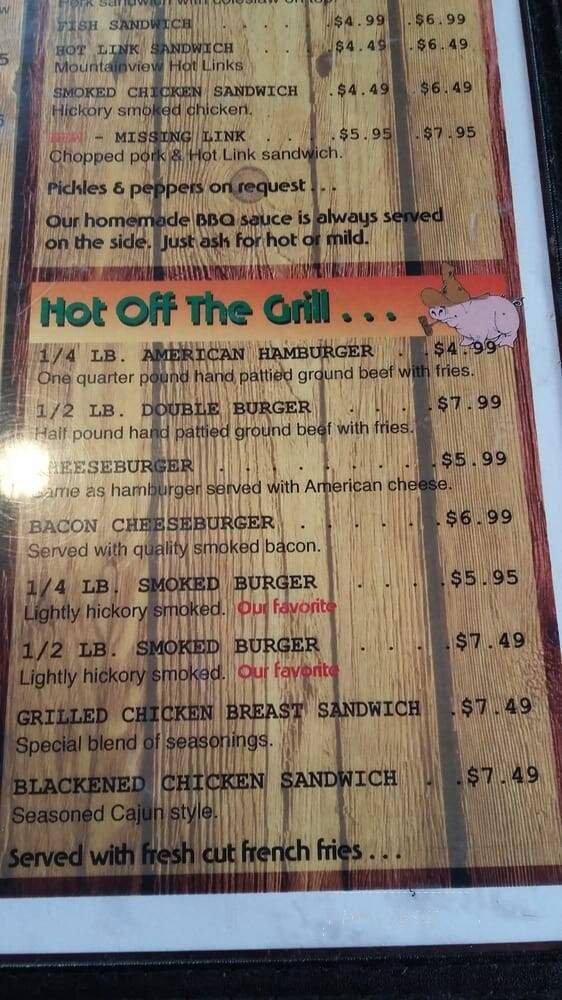 Pork sandwich with coleslaw on top.
FISH SANDWICH . . . . $4.99 . $6.99
HOT LINK SANDWICH . . . $4.49 . $6.49
Mountainview Hot Links
SMOKED CHICKEN SANDWICH . $4.49 $6.49
Hickory smoked chicken.
- MISSING LINK . . . $5.95 . $7.95
Chopped pork & Hot Link sandwich.
Pickles & peppers on request . . .
Our homemade BBQ sauce is always served
on the side. Just ask for hot or mild.
Hot Off The Grill . . .
1/4 LB. AMERICAN HAMBURGER . . $4.99
One quarter pound hand pattied ground beef with fries.
1/2 LB. DOUBLE BURGER . . . . $7.99
Half pound hand pattied ground beef with fries.
CHEESEBURGER . . . . . . . . $5.99
Same as hamburger served with American cheese.
BACON CHEESEBURGER . . . . . $6.99
Served with quality smoked bacon.
1/4 LB. SMOKED BURGER . . . . $5.95
Lightly hickory smoked. Our favorite
1/2 LB. SMOKED BURGER . . . . $7.49
Lightly hickory smoked. Our favorite
GRILLED CHICKEN BREAST SANDWICH . $7.49
Special blend of seasonings.
BLACKENED CHICKEN SANDWICH . . $7.49
Seasoned Cajun style.
Served with fresh cut french fries . . .